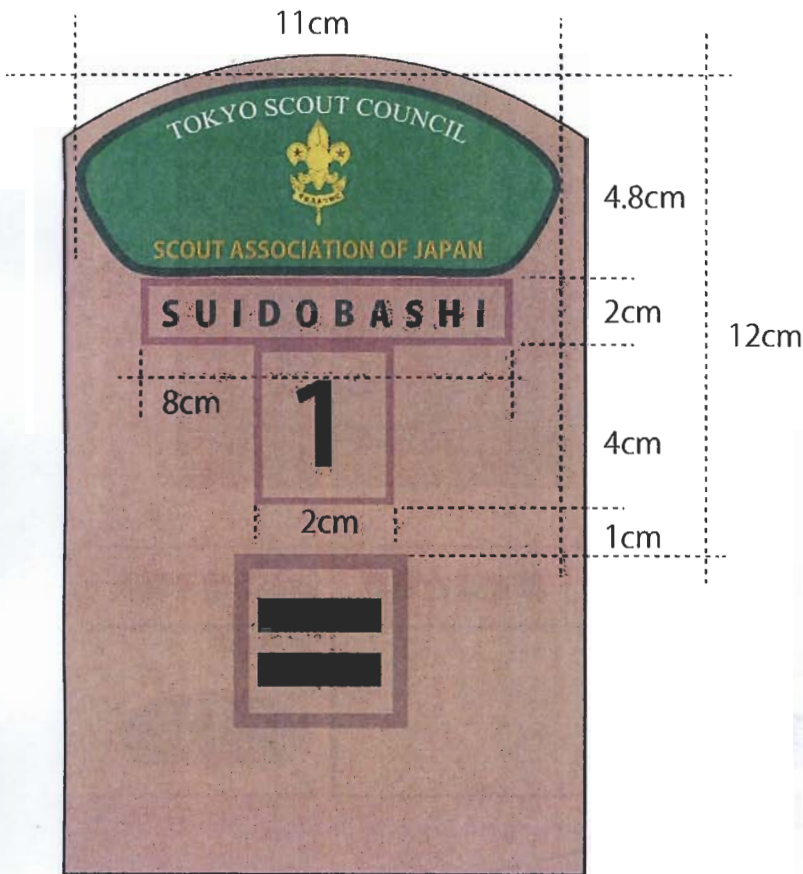 11cm
TOKYO SCOUT COUNCIL
SCOUT ASSOCIATION OF JAPAN
4.8cm
SUIDOBASHI
2cm
12cm
8cm
1
4cm
2cm
1cm